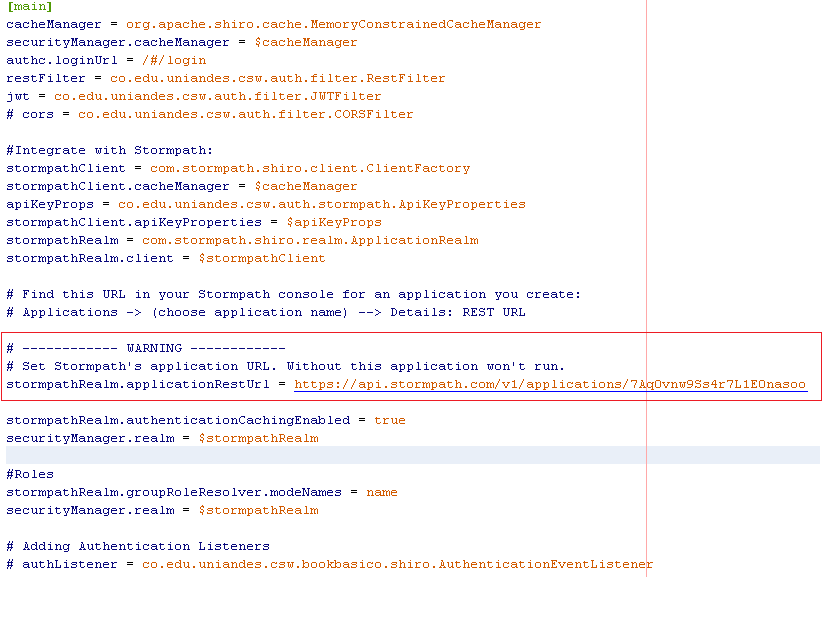 [main]
cacheManager = org.apache.shiro.cache.MemoryConstrainedCacheManager
securityManager.cacheManager = $cacheManager
authc.loginUrl = /#/login
restFilter = co.edu.uniandes.csw.auth.filter.RestFilter
jwt = co.edu.uniandes.csw.auth.filter.JWTFilter
# cors = co.edu.uniandes.csw.auth.filter.CORSFilter
#Integrate with Stormpath:
stormpathClient = com.stormpath.shiro.client.ClientFactory
stormpathClient.cacheManager = $cacheManager
apiKeyProps = co.edu.uniandes.csw.auth.stormpath.ApiKeyProperties
stormpathClient.apiKeyProperties = $apiKeyProps
stormpathRealm = com.stormpath.shiro.realm.ApplicationRealm
stormpathRealm.client = $stormpathClient
# Find this URL in your Stormpath console for an application you create:
# Applications -> (choose application name) --> Details: REST URL
# ------------ WARNING ------------
# Set Stormpath's application URL. Without this application won't run.
stormpathRealm.applicationRestUrl = https://api.stormpath.com/v1/applications/7AqOvnw9Ss4r7L1EOnasoo
stormpathRealm.authenticationCachingEnabled = true
securityManager.realm = $stormpathRealm
#Roles
stormpathRealm.groupRoleResolver.modeNames = name
securityManager.realm = $stormpathRealm
# Adding Authentication Listeners
# authListener = co.edu.uniandes.csw.bookbasico.shiro.AuthenticationEventListener